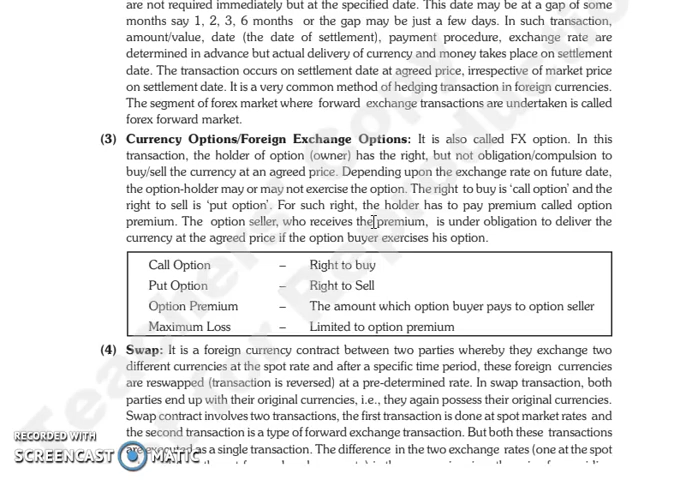 are not required immediately but at the specified date. This date may be at a gap of some
months say 1, 2, 3, 6 months or the gap may be just a few days. In such transaction,
amount/value, date (the date of settlement), payment procedure, exchange rate are
determined in advance but actual delivery of currency and money takes place on settlement
date. The transaction occurs on settlement date at agreed price, irrespective of market price
on settlement date. It is a very common method of hedging transaction in foreign currencies.
The segment of forex market where forward exchange transactions are undertaken is called
forex forward market.
(3) Currency Options/Foreign Exchange Options: It is also called FX option. In this
transaction, the holder of option (owner) has the right, but not obligation/compulsion to
buy/sell the currency at an agreed price. Depending upon the exchange rate on future date,
the option-holder may or may not exercise the option. The right to buy is 'call option' and the
right to sell is 'put option'. For such right, the holder has to pay premium called option
premium. The option seller, who receives the premium, is under obligation to deliver the
currency at the agreed price if the option buyer exercises his option.
Call Option – Right to buy
Put Option – Right to Sell
Option Premium – The amount which option buyer pays to option seller
Maximum Loss – Limited to option premium
(4) Swap: It is a foreign currency contract between two parties whereby they exchange two
different currencies at the spot rate and after a specific time period, these foreign currencies
are reswapped (transaction is reversed) at a pre-determined rate. In swap transaction, both
parties end up with their original currencies, i.e., they again possess their original currencies.
Swap contract involves two transactions, the first transaction is done at spot market rates and
the second transaction is a type of forward exchange transaction. But both these transactions
are executed as a single transaction. The difference in the two exchange rates (one at the spot
RECORDED WITH
SCREENCAST MATIC